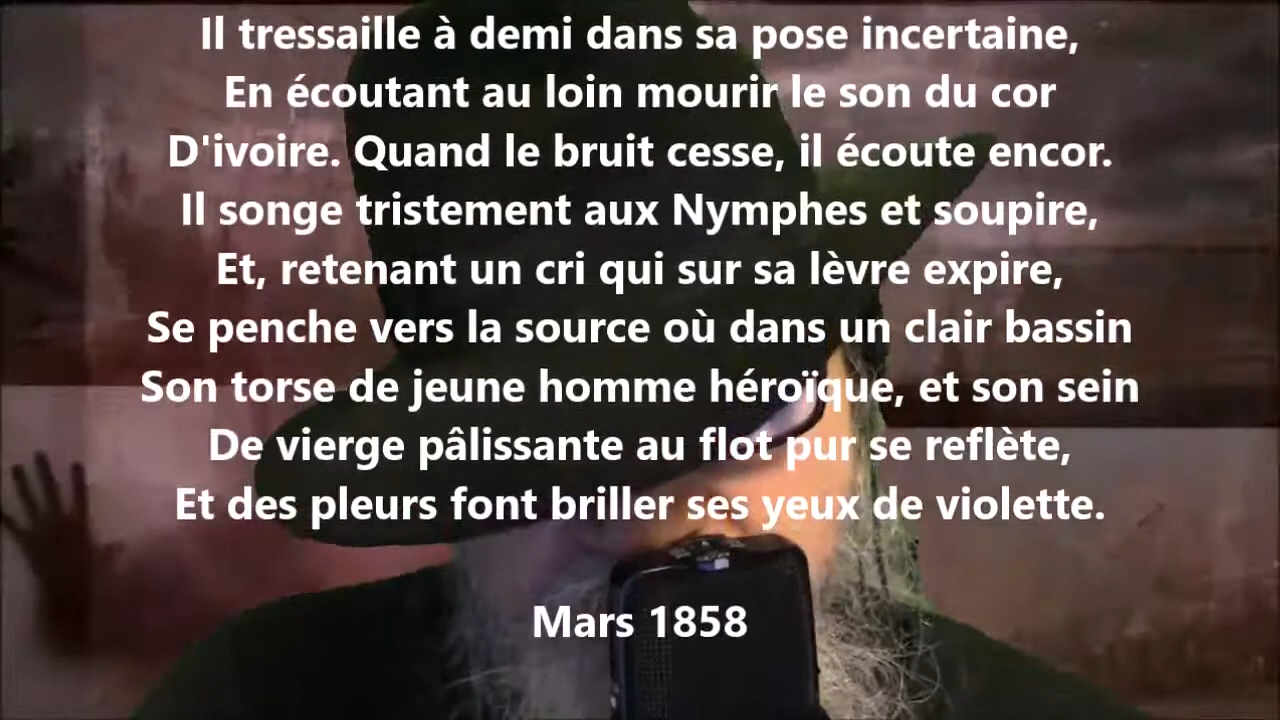 Il tressaille à demi dans sa pose incertaine,
En écoutant au loin mourir le son du cor
D'ivoire. Quand le bruit cesse, il écoute encor.
Il songe tristement aux Nymphes et soupire,
Et, retenant un cri qui sur sa lèvre expire,
Se penche vers la source où dans un clair bassin
Son torse de jeune homme héroïque, et son sein
De vierge pâlissante au flot pur se reflète,
Et des pleurs font briller ses yeux de violette.
Mars 1858